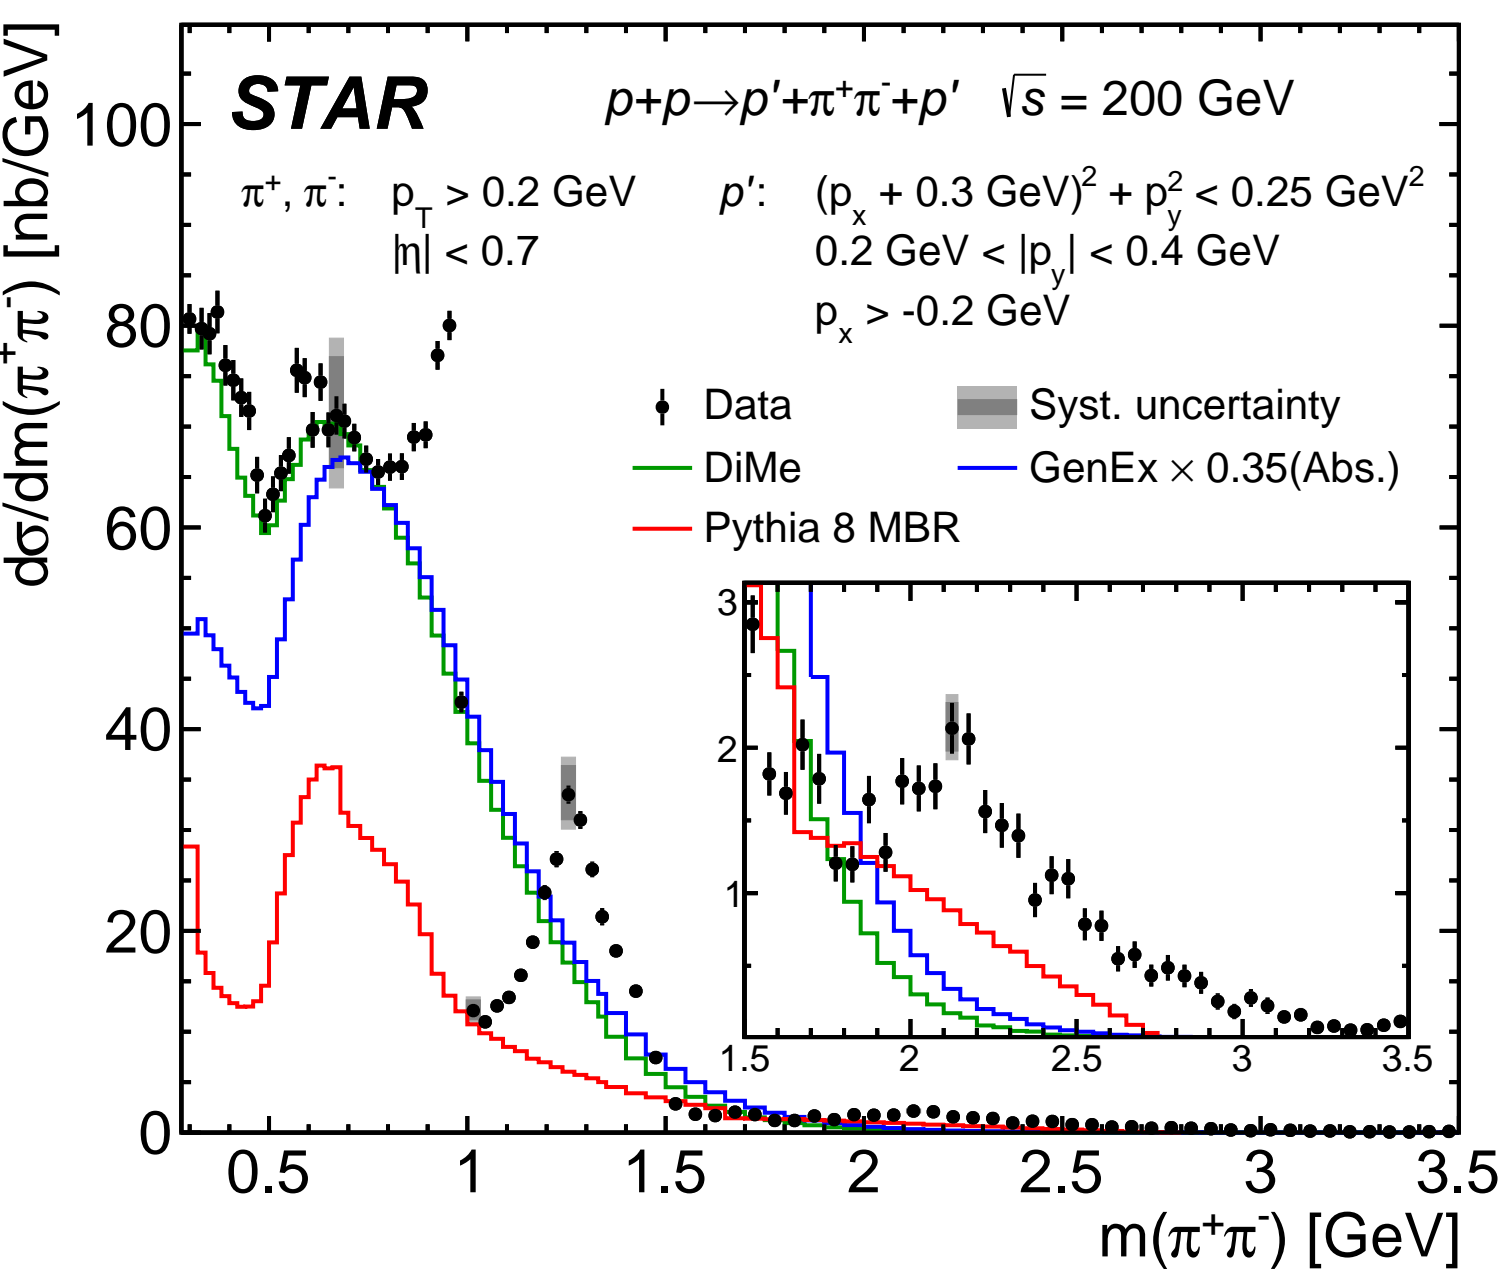 dσ/dm(π⁺π⁻) [nb/GeV]
STAR p+p→p′+π⁺π⁻+p′ √s = 200 GeV
π⁺, π⁻: p_T > 0.2 GeV p′: (p_x + 0.3 GeV)² + p_y² < 0.25 GeV²
|η| < 0.7 0.2 GeV < |p_y| < 0.4 GeV
p_x > -0.2 GeV
Data Syst. uncertainty
DiMe GenEx × 0.35(Abs.)
Pythia 8 MBR
100
80
60
40
20
0
3
2
1
1.5 2 2.5 3 3.5
0.5 1 1.5 2 2.5 3 3.5
m(π⁺π⁻) [GeV]